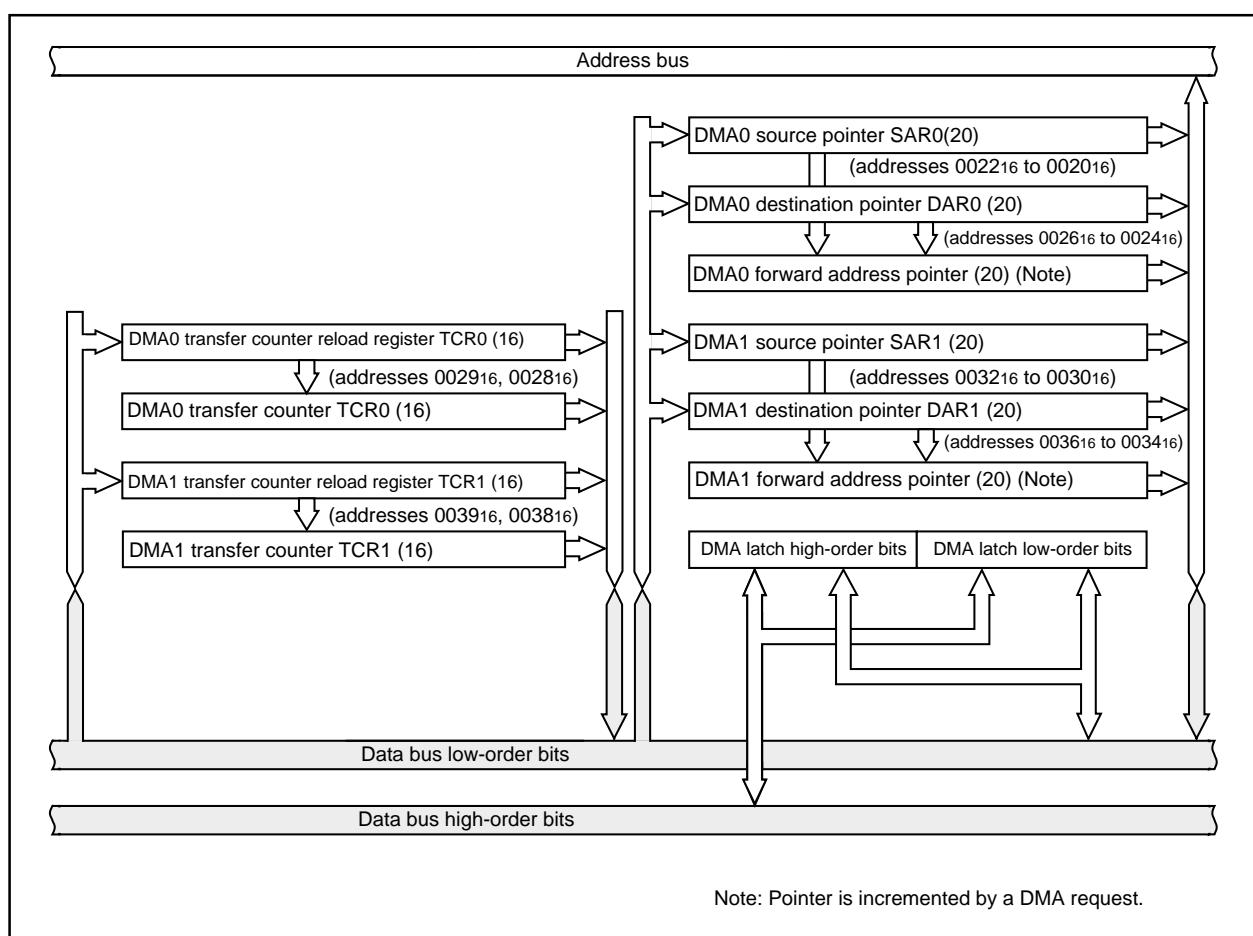 Address bus
DMA0 source pointer SAR0(20)
(addresses 002216 to 002016)
DMA0 destination pointer DAR0 (20)
(addresses 002616 to 002416)
DMA0 forward address pointer (20) (Note)
DMA0 transfer counter reload register TCR0 (16)
(addresses 002916, 002816)
DMA0 transfer counter TCR0 (16)
DMA1 transfer counter reload register TCR1 (16)
(addresses 003916, 003816)
DMA1 transfer counter TCR1 (16)
DMA1 source pointer SAR1 (20)
(addresses 003216 to 003016)
DMA1 destination pointer DAR1 (20)
(addresses 003616 to 003416)
DMA1 forward address pointer (20) (Note)
DMA latch high-order bits
DMA latch low-order bits
Data bus low-order bits
Data bus high-order bits
Note: Pointer is incremented by a DMA request.